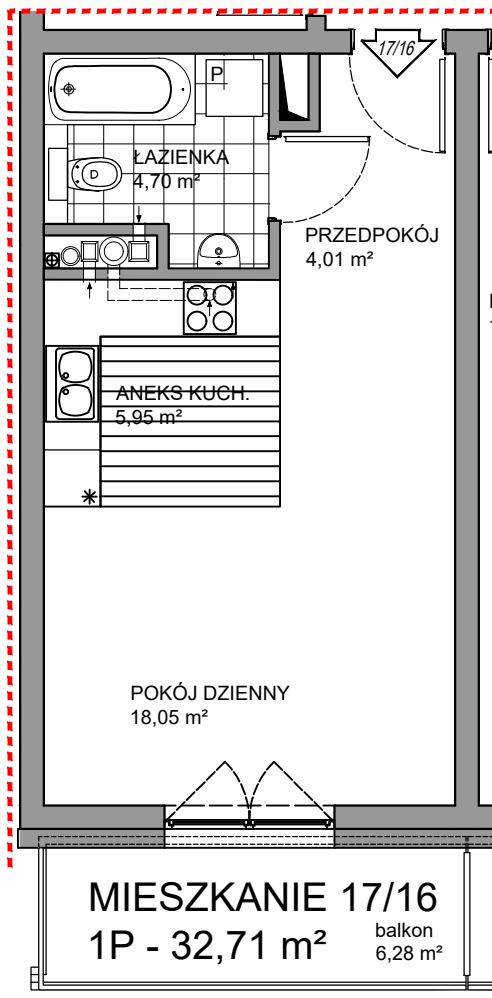 17/16
P
ŁAZIENKA
4,70 m²
D
PRZEDPOKÓJ
4,01 m²
ANEKS KUCH.
5,95 m²
POKÓJ DZIENNY
18,05 m²
MIESZKANIE 17/16
1P - 32,71 m²
balkon
6,28 m²